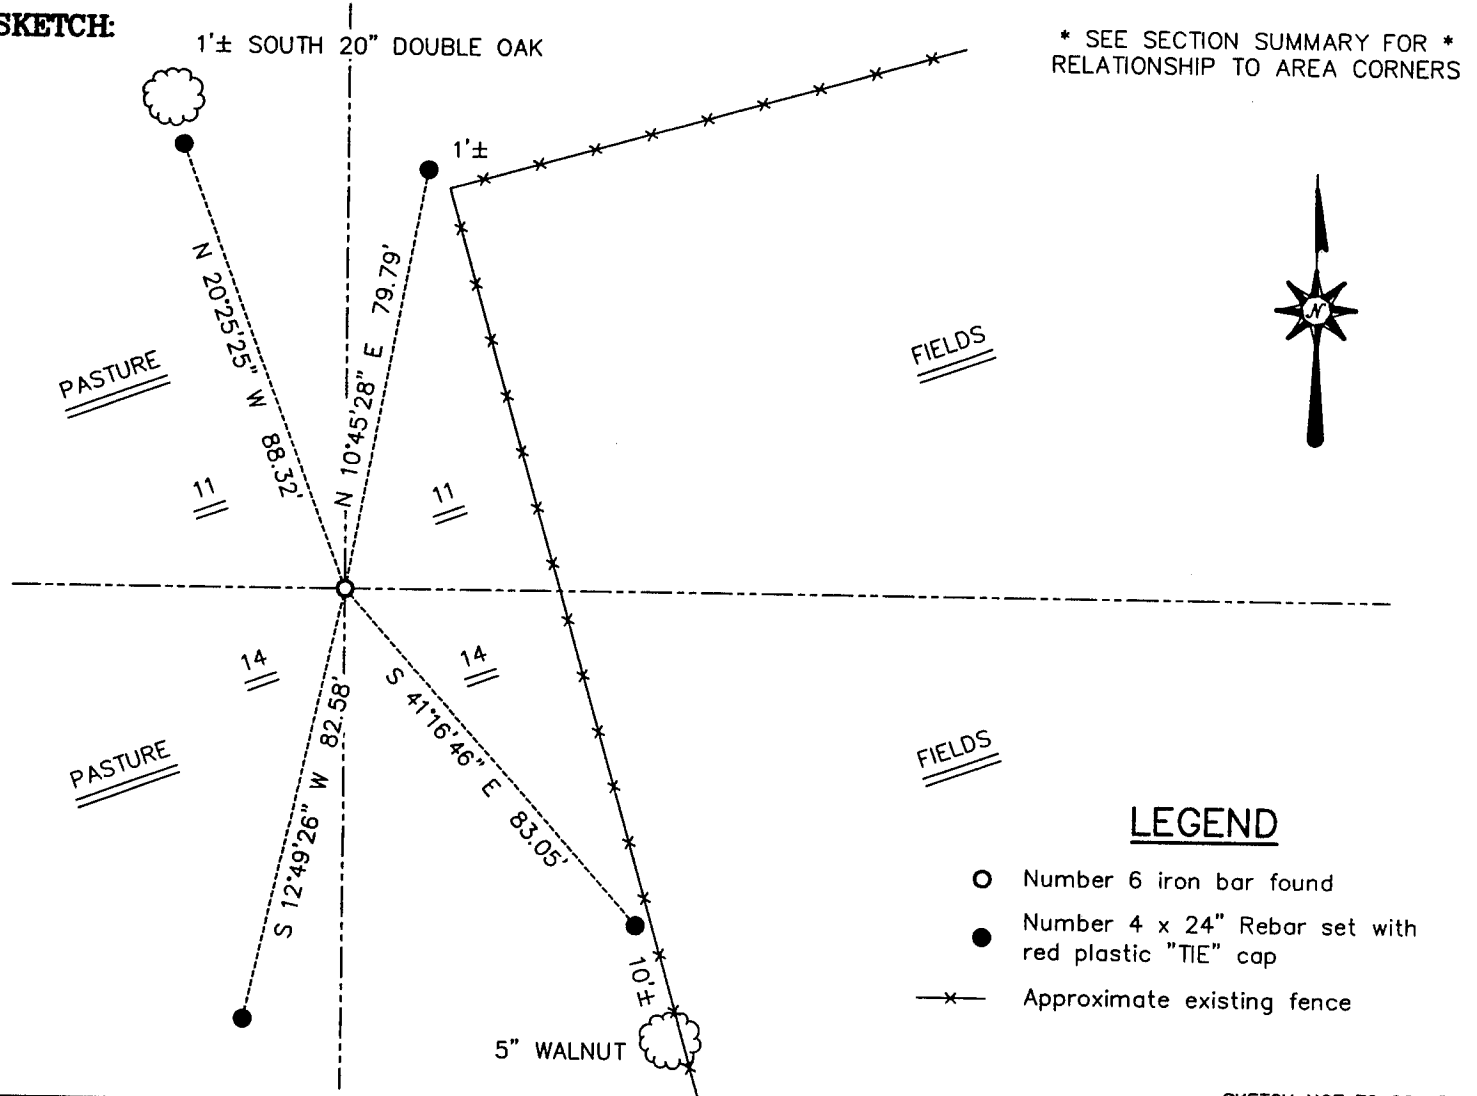 SKETCH:
1'± SOUTH 20" DOUBLE OAK
* SEE SECTION SUMMARY FOR *
RELATIONSHIP TO AREA CORNERS
1'±
N 20°25'25" W 88.32'
N 10°45'28" E 79.79'
PASTURE
FIELDS
N
11
11
14
14
S 12°49'26" W 82.58'
S 41°16'46" E 83.05'
PASTURE
FIELDS
10'±
5" WALNUT
LEGEND
Number 6 iron bar found
Number 4 x 24" Rebar set with
red plastic "TIE" cap
Approximate existing fence